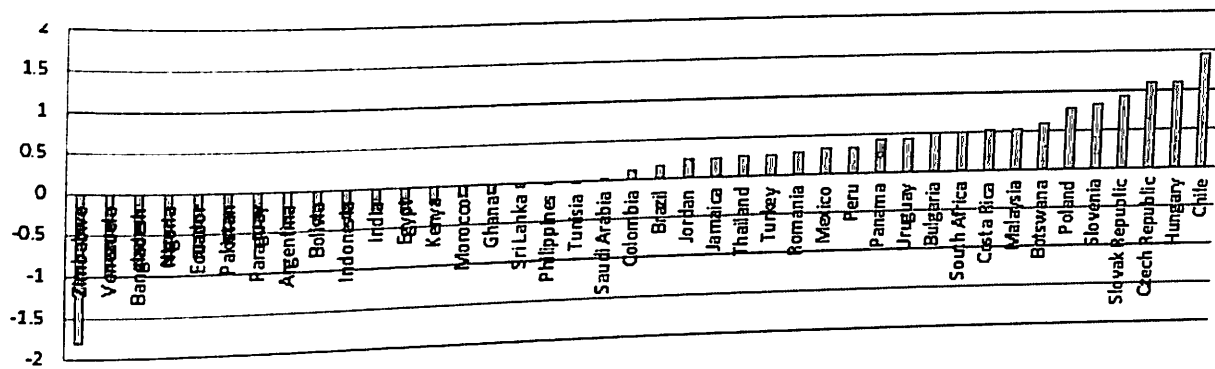 2
1.5
1
0.5
0
-0.5
-1
-1.5
-2
Zimbabwe
Venezuela
Bangladesh
Nigeria
Ecuador
Pakistan
Paraguay
Argentina
Bolivia
Indonesia
India
Egypt
Kenya
Morocco
Ghana
Sri Lanka
Philippines
Tunisia
Saudi Arabia
Colombia
Brazil
Jordan
Jamaica
Thailand
Turkey
Romania
Mexico
Peru
Panama
Uruguay
Bulgaria
South Africa
Costa Rica
Malaysia
Botswana
Poland
Slovenia
Slovak Republic
Czech Republic
Hungary
Chile